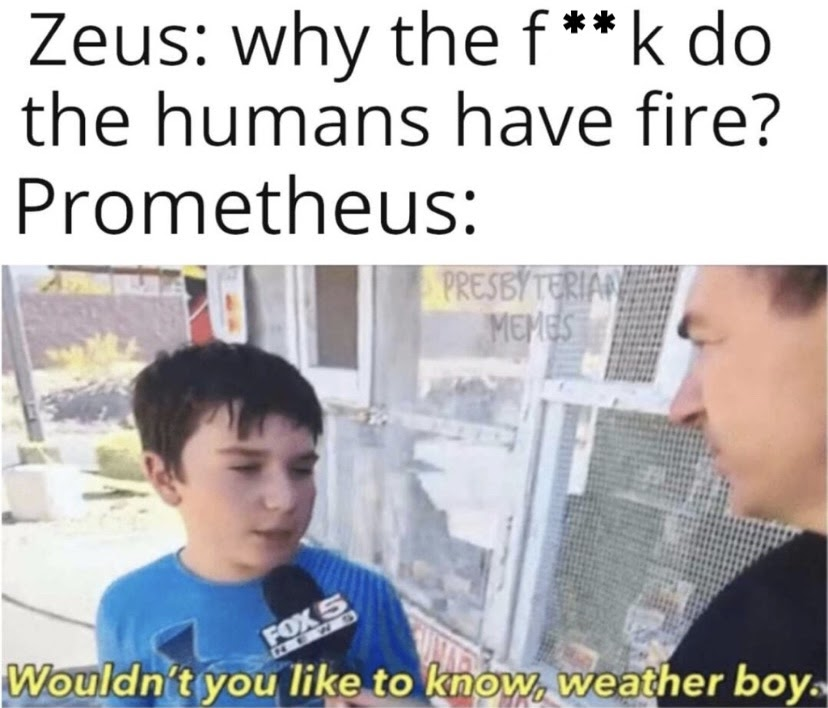 Zeus: why the f**k do
the humans have fire?
Prometheus:
PRESBYTERIAN
MEMES
FOX 5
NEWS
Wouldn't you like to know, weather boy.